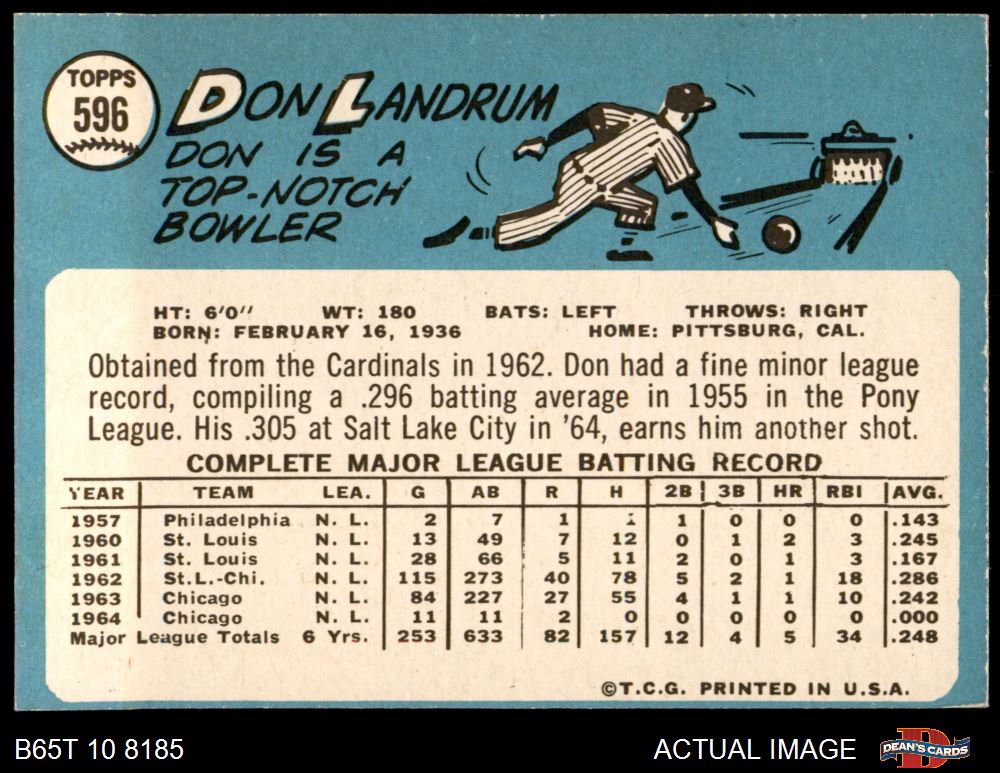 TOPPS
596
DON LANDRUM
DON IS A
TOP-NOTCH
BOWLER
HT: 6'0" WT: 180 BATS: LEFT THROWS: RIGHT
BORN: FEBRUARY 16, 1936 HOME: PITTSBURG, CAL.
Obtained from the Cardinals in 1962. Don had a fine minor league
record, compiling a .296 batting average in 1955 in the Pony
League. His .305 at Salt Lake City in '64, earns him another shot.
COMPLETE MAJOR LEAGUE BATTING RECORD
YEAR TEAM LEA. G AB R H 2B 3B HR RBI AVG.
1957 Philadelphia N. L. 2 7 1 1 1 0 0 0 .143
1960 St. Louis N. L. 13 49 7 12 0 1 2 3 .245
1961 St. Louis N. L. 28 66 5 11 2 0 1 3 .167
1962 St.L.-Chi. N. L. 115 273 40 78 5 2 1 18 .286
1963 Chicago N. L. 84 227 27 55 4 1 1 10 .242
1964 Chicago N. L. 11 11 2 0 0 0 0 0 .000
Major League Totals 6 Yrs. 253 633 82 157 12 4 5 34 .248
©T.C.G. PRINTED IN U.S.A.
B65T 10 8185 ACTUAL IMAGE DEAN'S CARDS